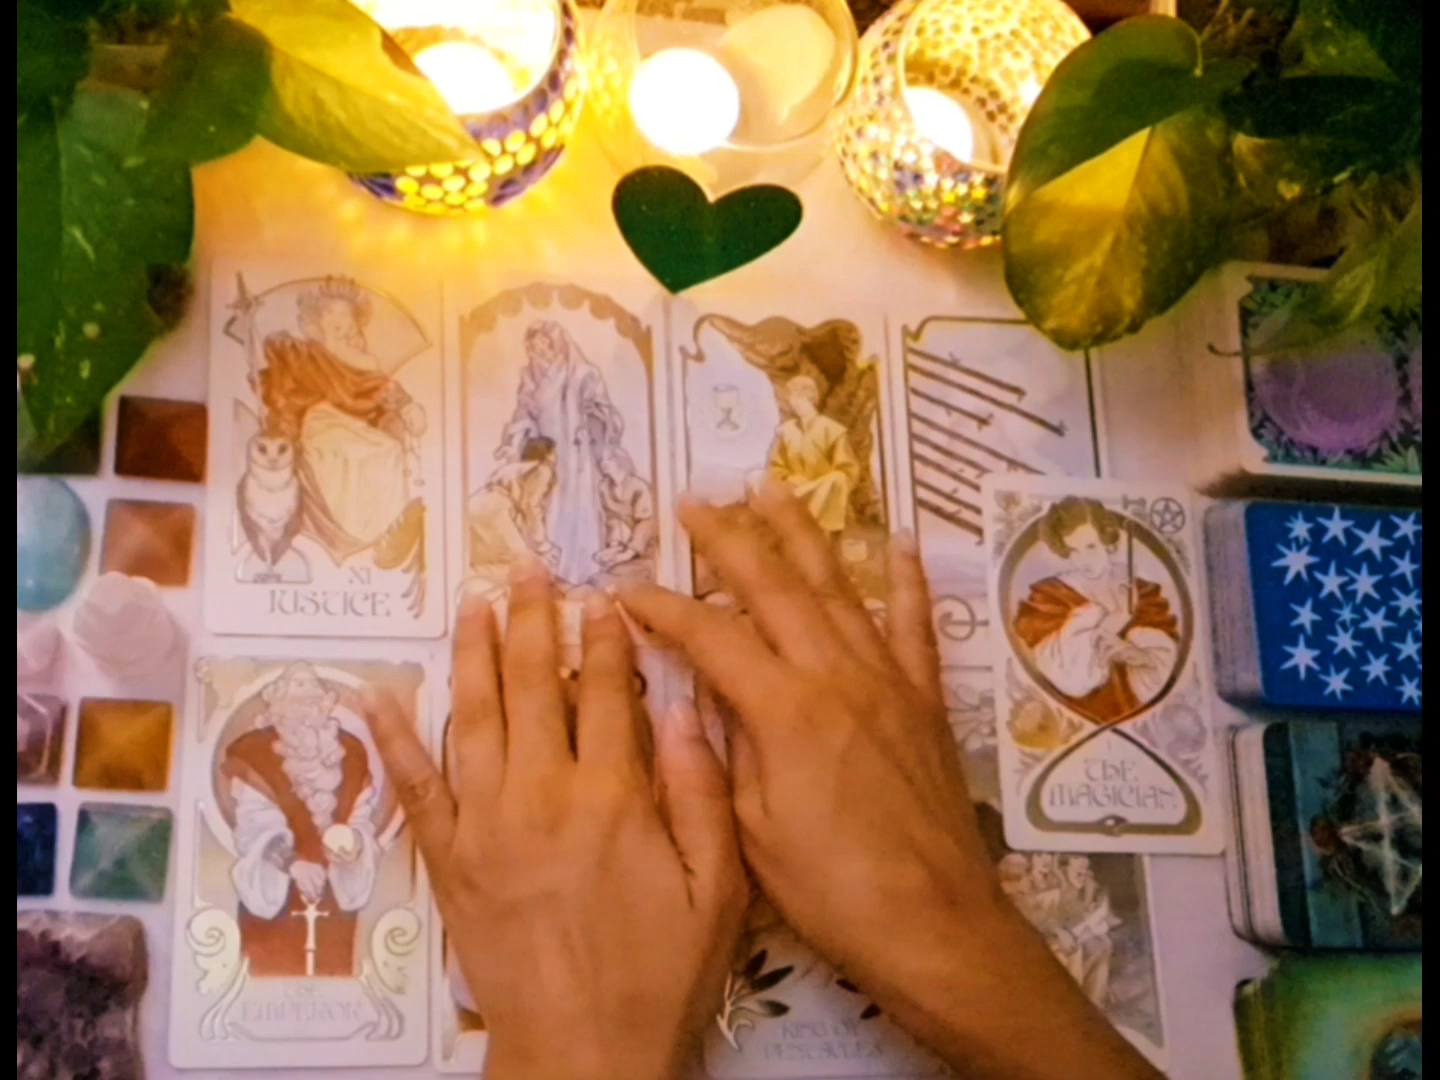 XI
JUSTICE
I
THE
MAGICIAN
THE
EMPEROR
KING OF
PENTACLES